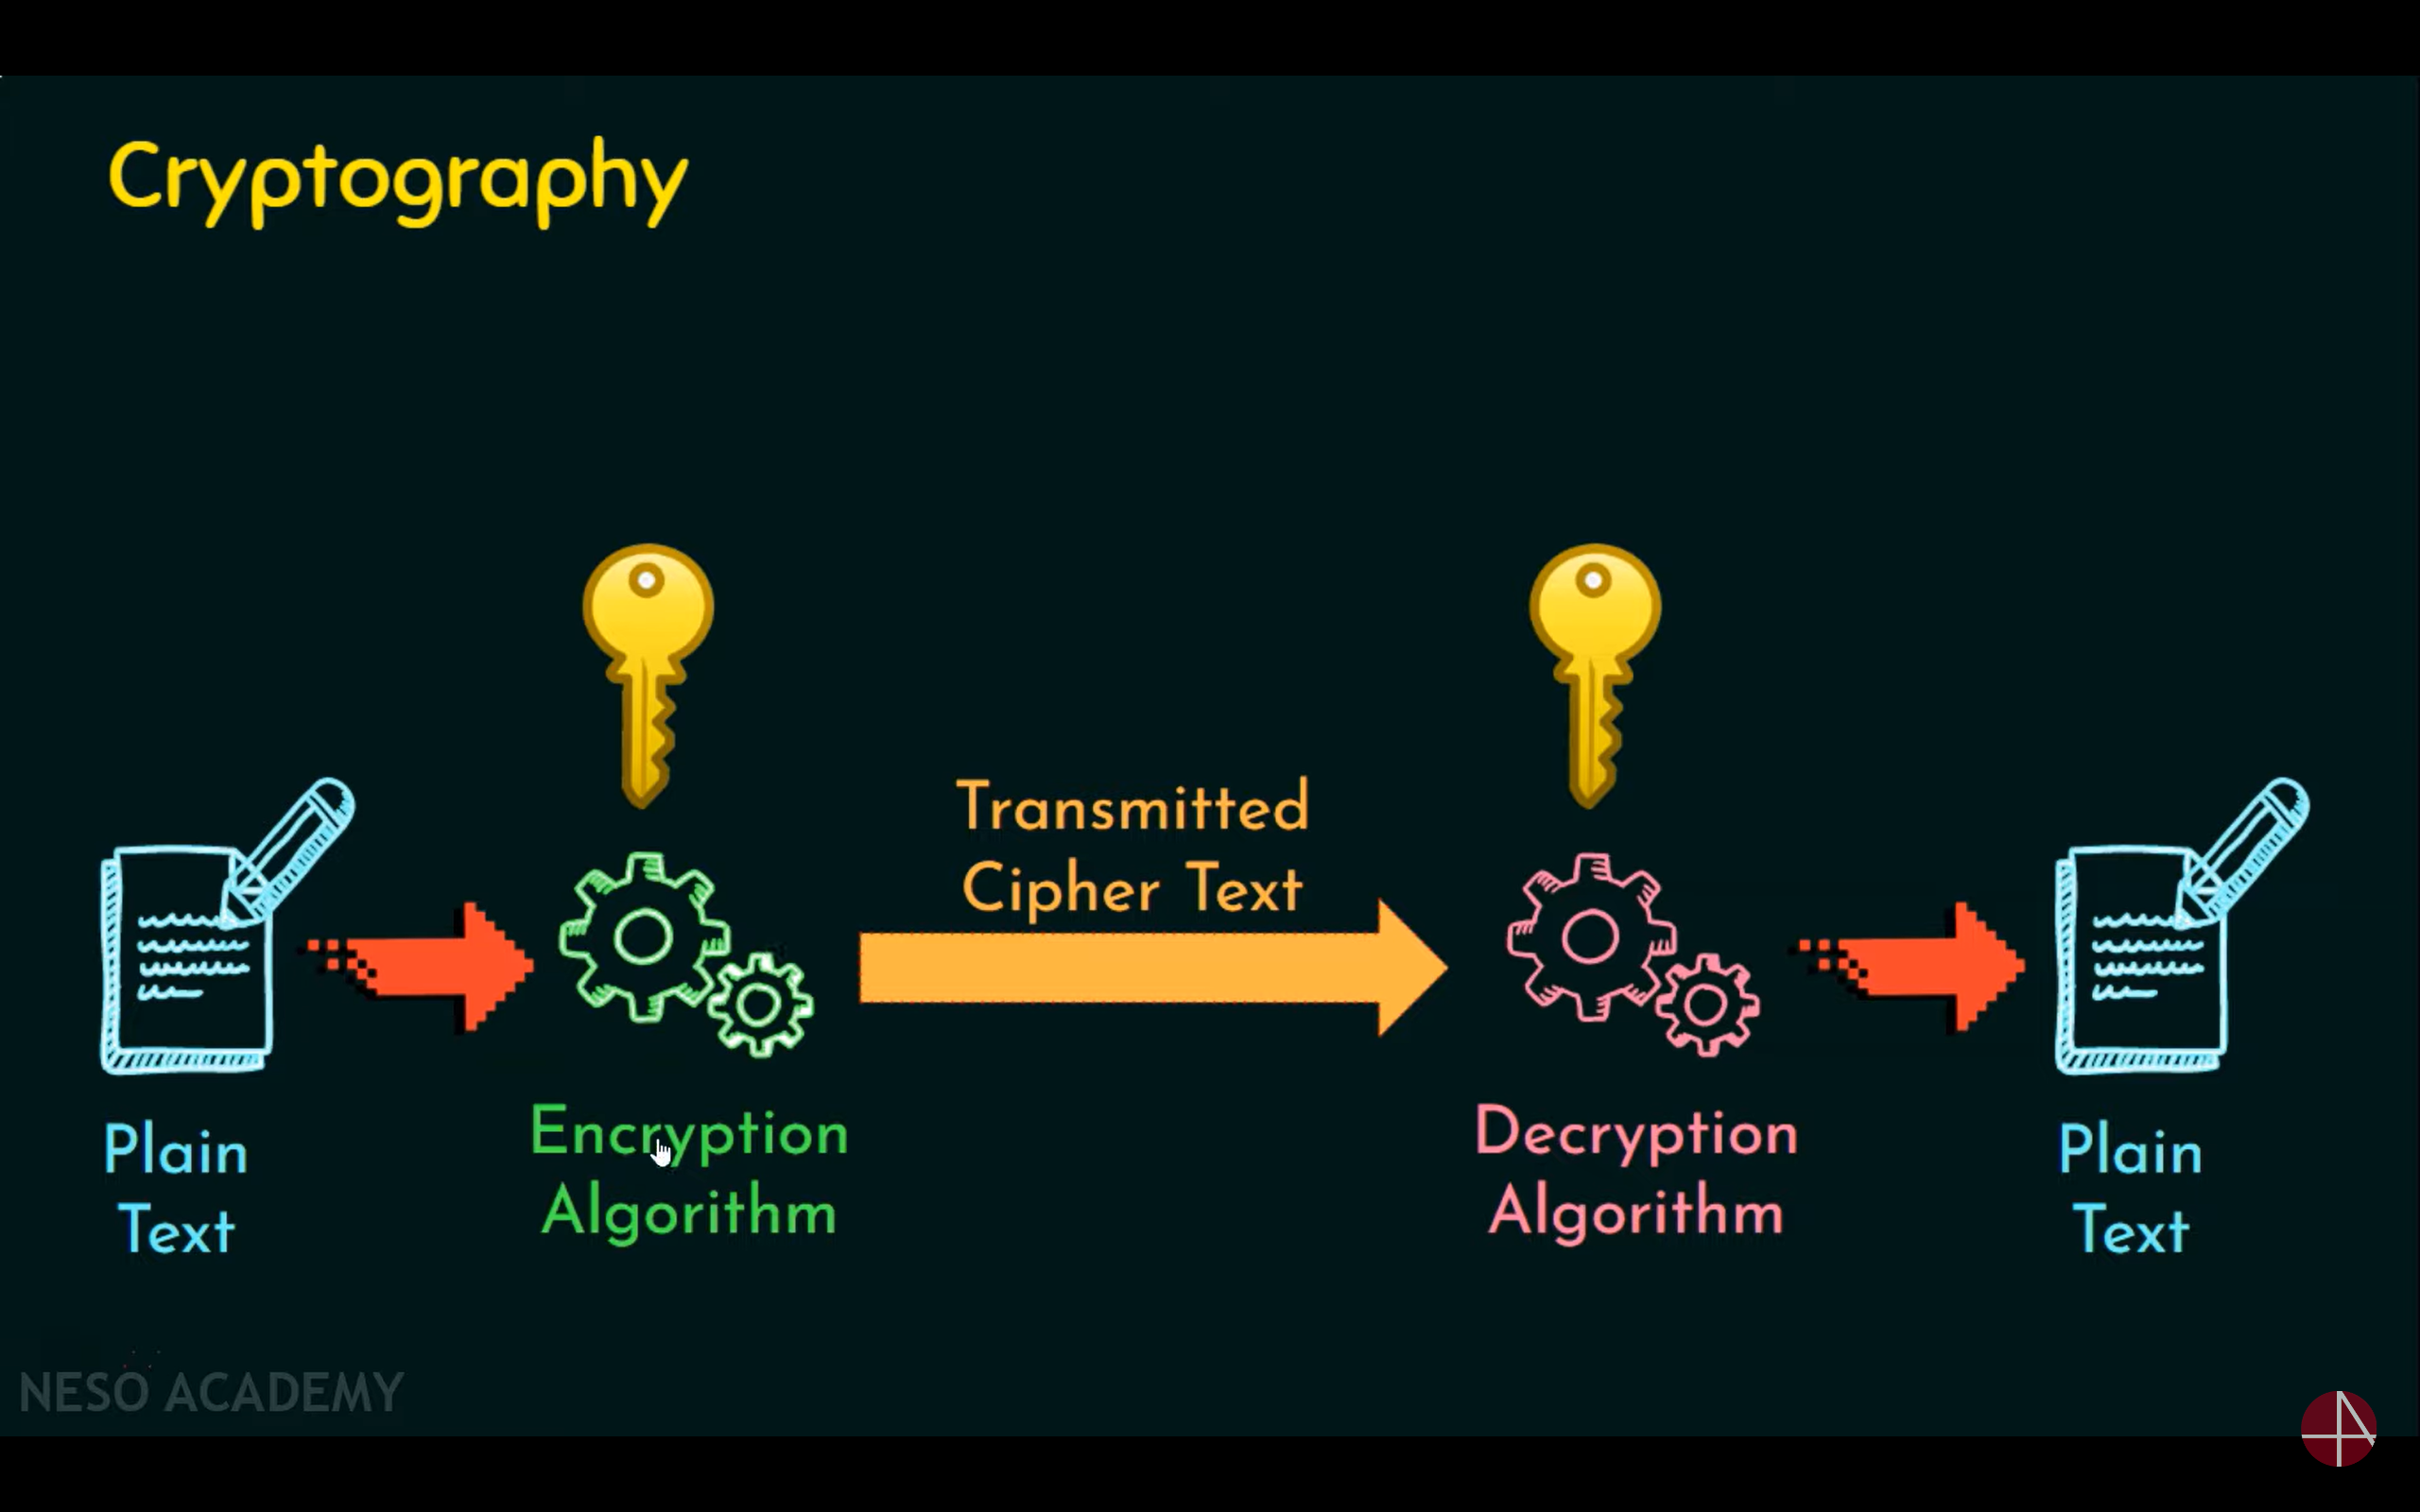 Cryptography
Transmitted
Cipher Text
Plain
Text
Encryption
Algorithm
Decryption
Algorithm
Plain
Text
NESO ACADEMY